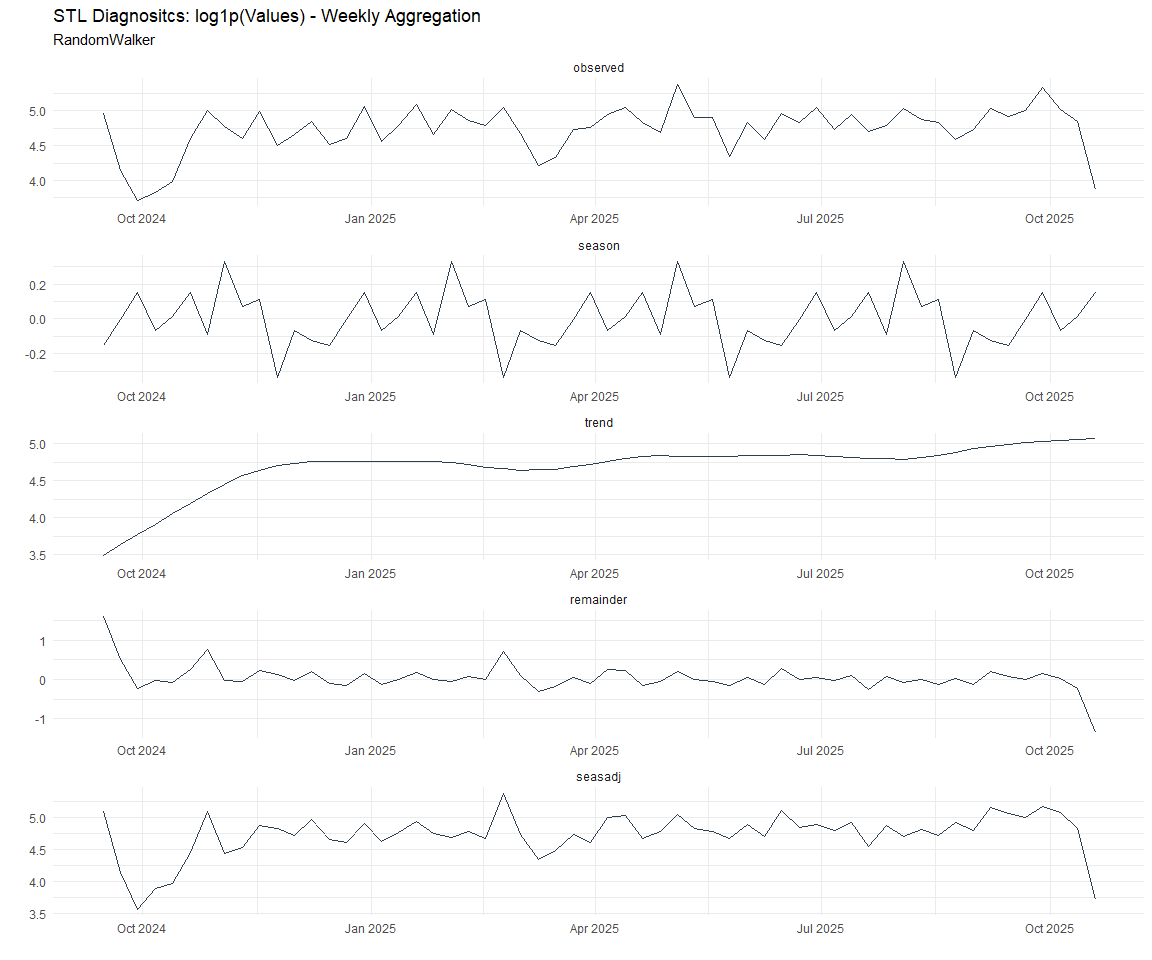 STL Diagnositcs: log1p(Values) - Weekly Aggregation
RandomWalker
observed
5.0
4.5
4.0
Oct 2024 Jan 2025 Apr 2025 Jul 2025 Oct 2025
season
0.2
0.0
-0.2
Oct 2024 Jan 2025 Apr 2025 Jul 2025 Oct 2025
trend
5.0
4.5
4.0
3.5
Oct 2024 Jan 2025 Apr 2025 Jul 2025 Oct 2025
remainder
1
0
-1
Oct 2024 Jan 2025 Apr 2025 Jul 2025 Oct 2025
seasadj
5.0
4.5
4.0
3.5
Oct 2024 Jan 2025 Apr 2025 Jul 2025 Oct 2025